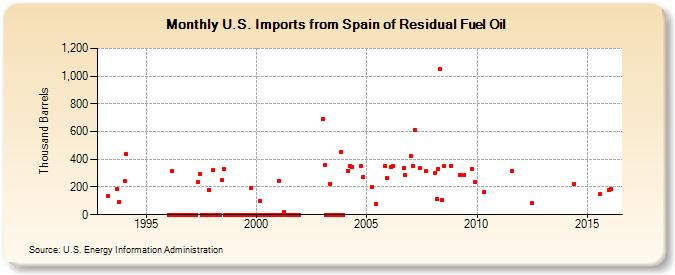 Monthly U.S. Imports from Spain of Residual Fuel Oil
Thousand Barrels
1,200
1,000
800
600
400
200
0
1995 2000 2005 2010 2015
Source: U.S. Energy Information Administration